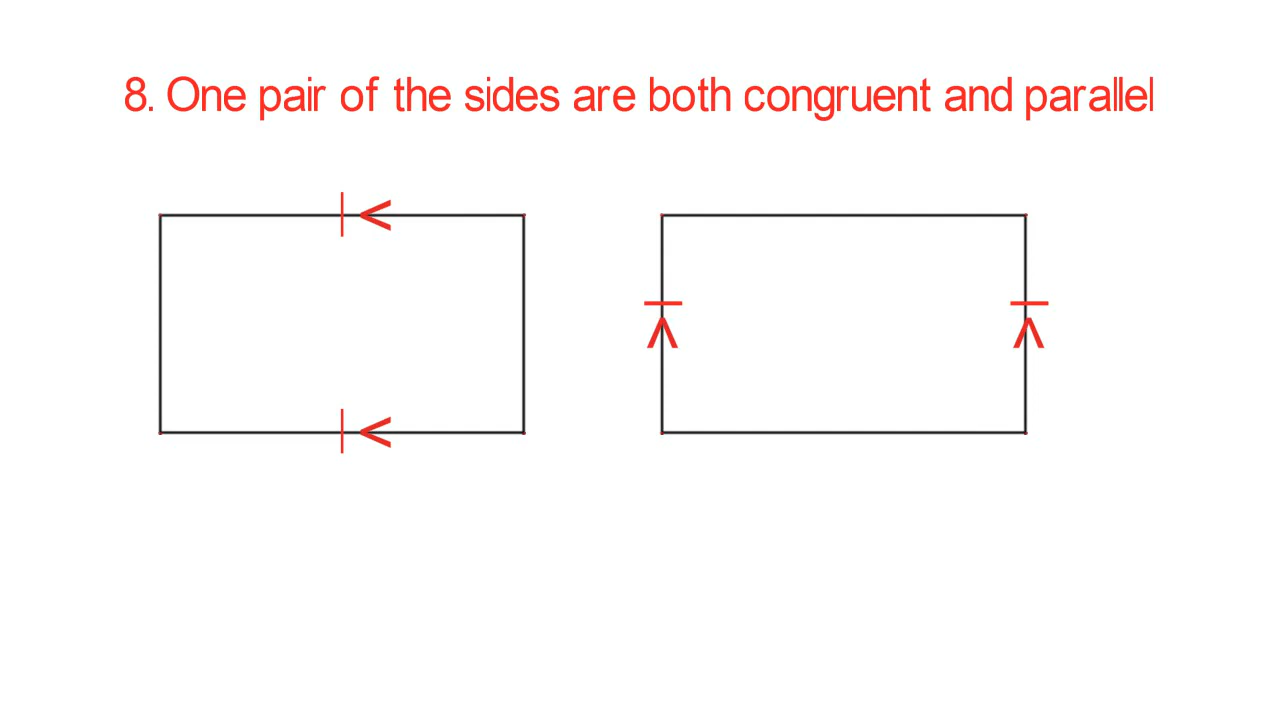 8. One pair of the sides are both congruent and parallel